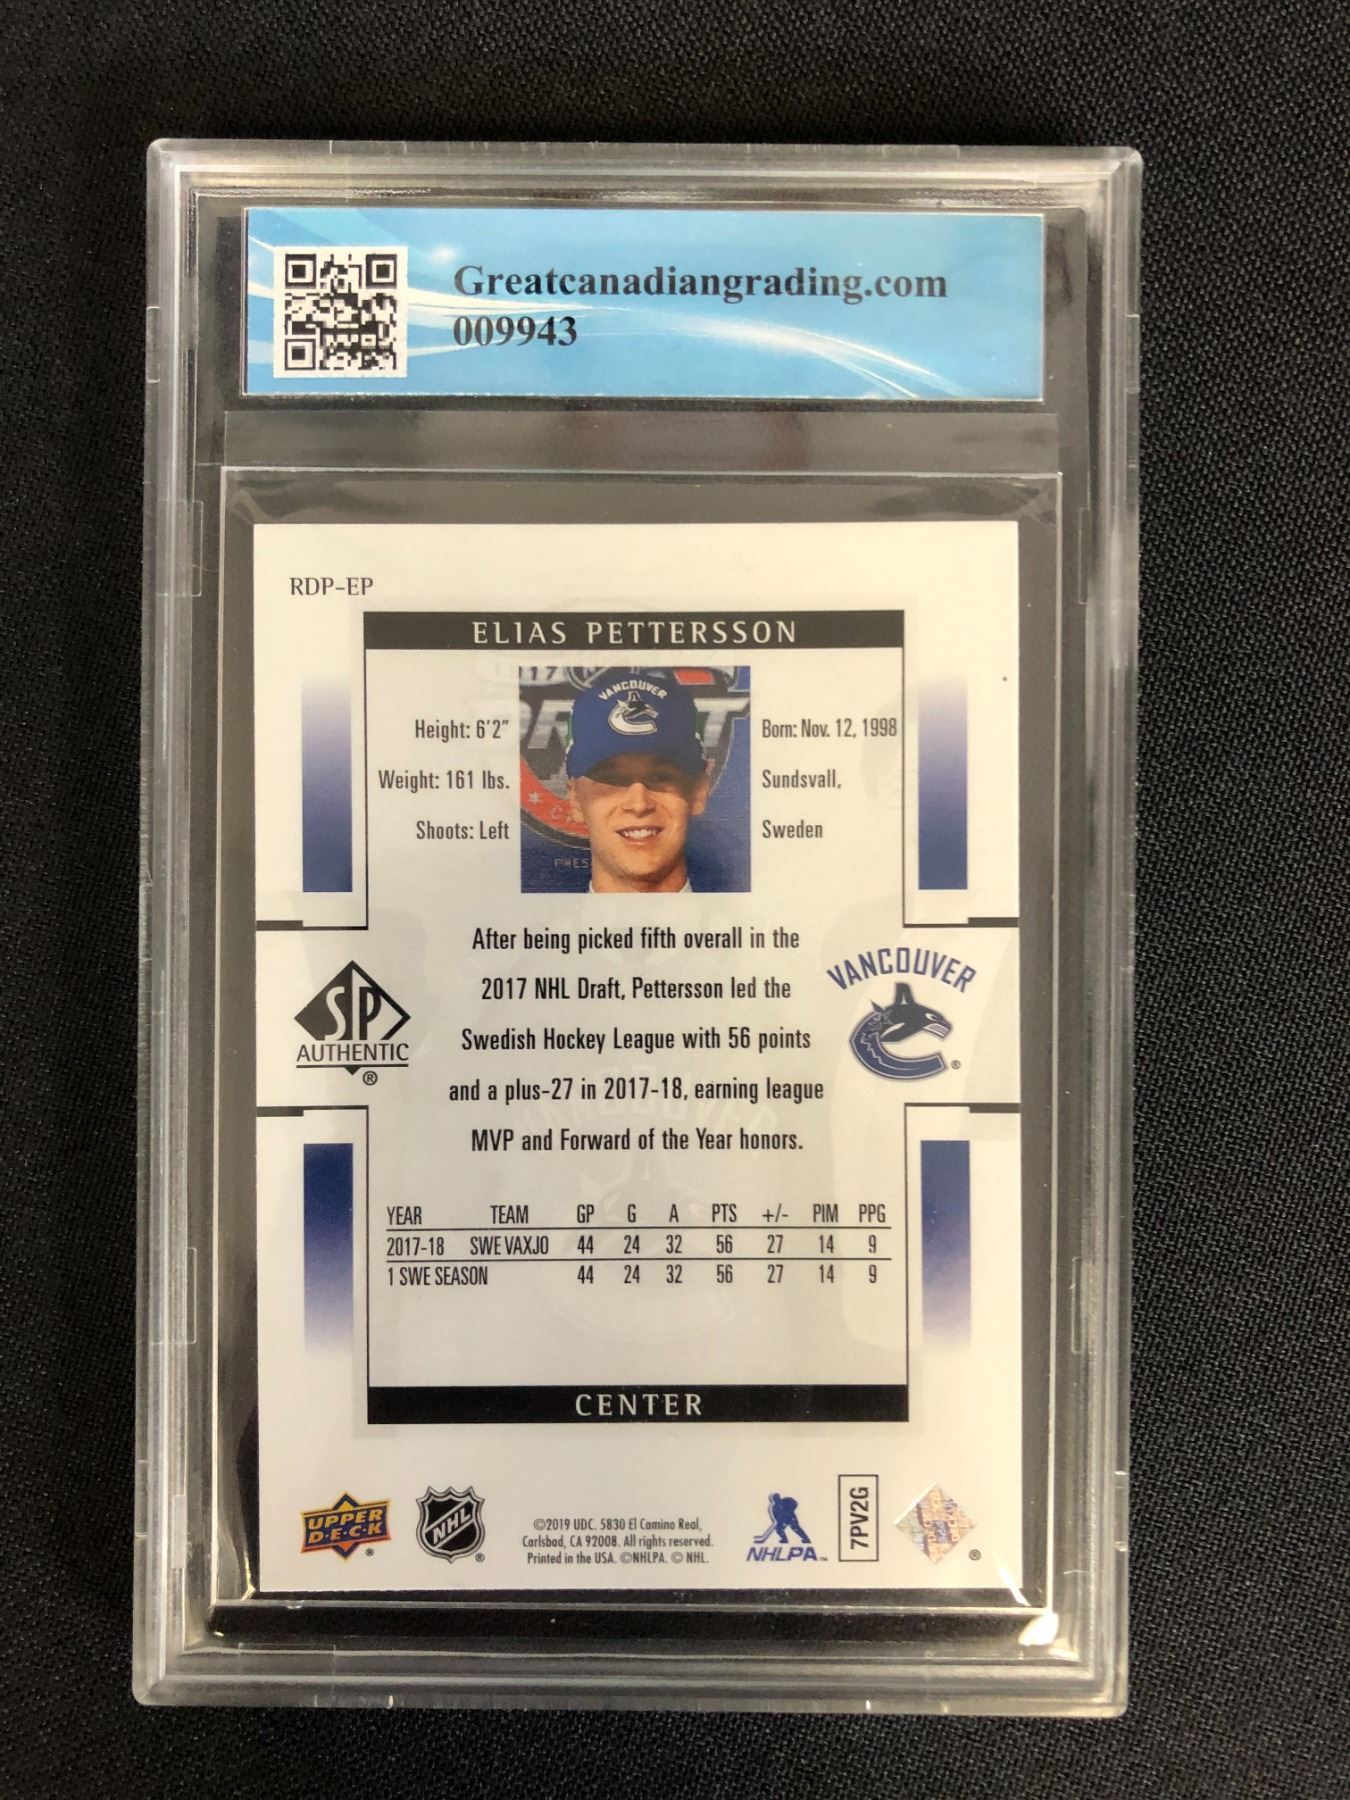 Greatcanadiangrading.com
009943
RDP-EP
ELIAS PETTERSSON
Height: 6'2"
Weight: 161 lbs.
Shoots: Left
Born: Nov. 12, 1998
Sundsvall,
Sweden
VANCOUVER
After being picked fifth overall in the
2017 NHL Draft, Pettersson led the
Swedish Hockey League with 56 points
and a plus-27 in 2017-18, earning league
MVP and Forward of the Year honors.
SP
AUTHENTIC
®
VANCOUVER
®
YEAR TEAM GP G A PTS +/- PIM PPG
2017-18 SWE VAXJO 44 24 32 56 27 14 9
1 SWE SEASON 44 24 32 56 27 14 9
CENTER
UPPER
D·E·C·K
®
NHL
®
©2019 UDC. 5830 El Camino Real,
Carlsbad, CA 92008. All rights reserved.
Printed in the USA. ©NHLPA. © NHL.
NHLPA™
7PV2G
®